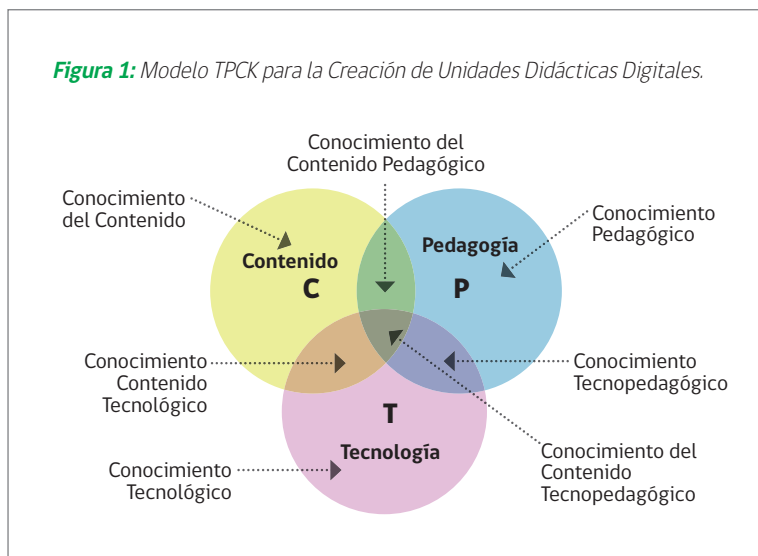 Figura 1: Modelo TPCK para la Creación de Unidades Didácticas Digitales.
Conocimiento del
Contenido Pedagógico
Conocimiento
del Contenido
Conocimiento
Pedagógico
Contenido
C
Pedagogía
P
Conocimiento
Contenido
Tecnológico
Conocimiento
Tecnopedagógico
T
Tecnología
Conocimiento
Tecnológico
Conocimiento del
Contenido
Tecnopedagógico